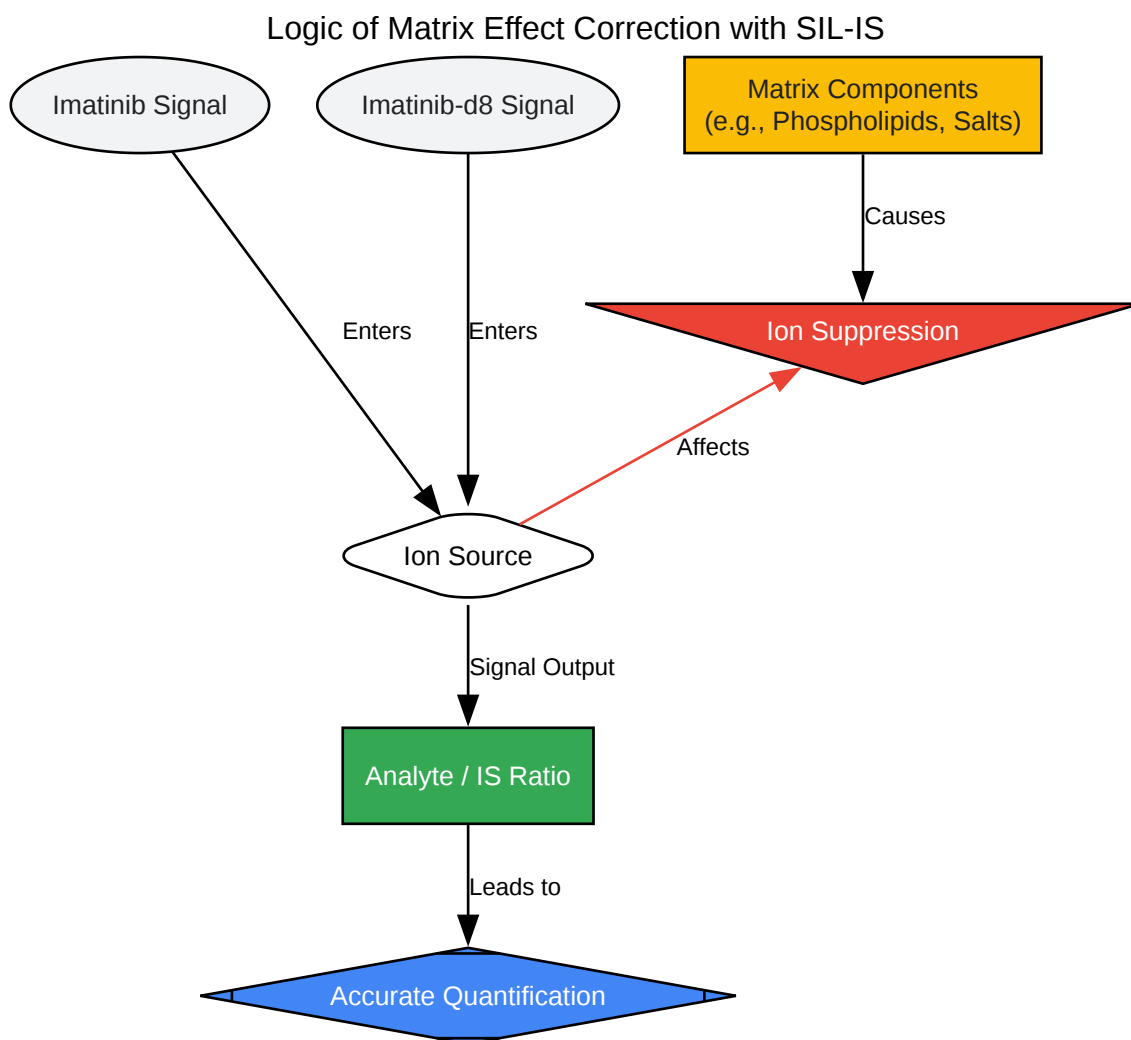 Logic of Matrix Effect Correction with SIL-IS
Imatinib Signal
Imatinib-d8 Signal
Matrix Components
(e.g., Phospholipids, Salts)
Causes
Enters
Enters
Ion Suppression
Affects
Ion Source
Signal Output
Analyte / IS Ratio
Leads to
Accurate Quantification